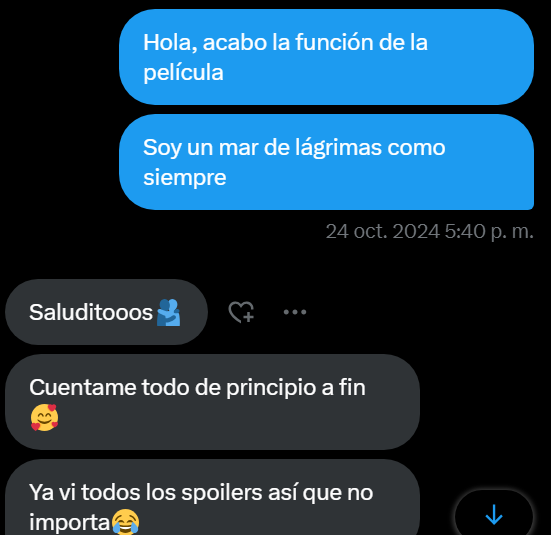 Hola, acabo la función de la
película
Soy un mar de lágrimas como
siempre
24 oct. 2024 5:40 p. m.
Saluditooos🫂
Cuentame todo de principio a fin
🥰
Ya vi todos los spoilers así que no
importa😂